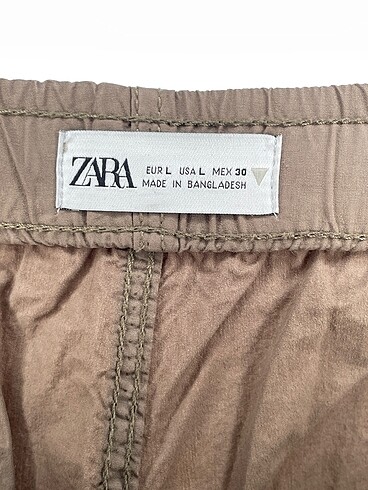 ZARA
EUR L USA L MEX 30
MADE IN BANGLADESH